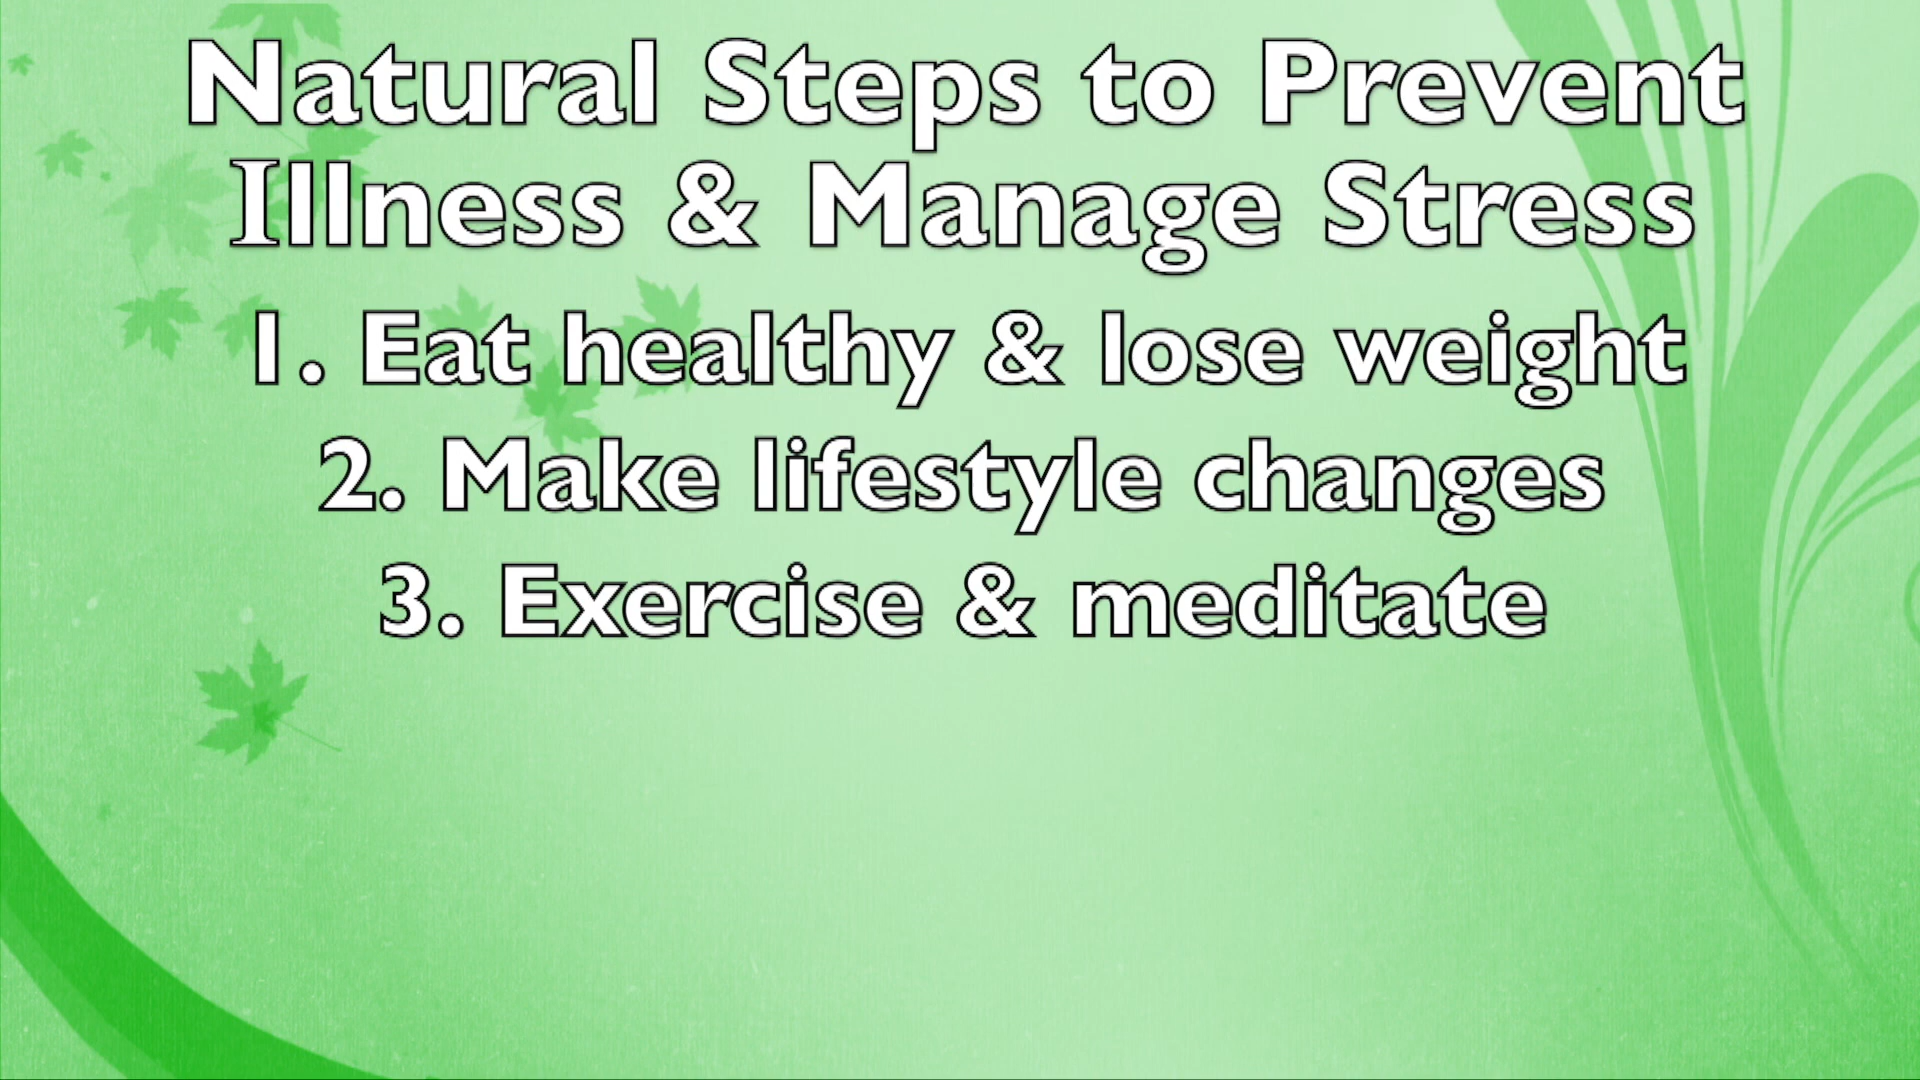 Natural Steps to Prevent
Illness & Manage Stress
1. Eat healthy & lose weight
2. Make lifestyle changes
3. Exercise & meditate